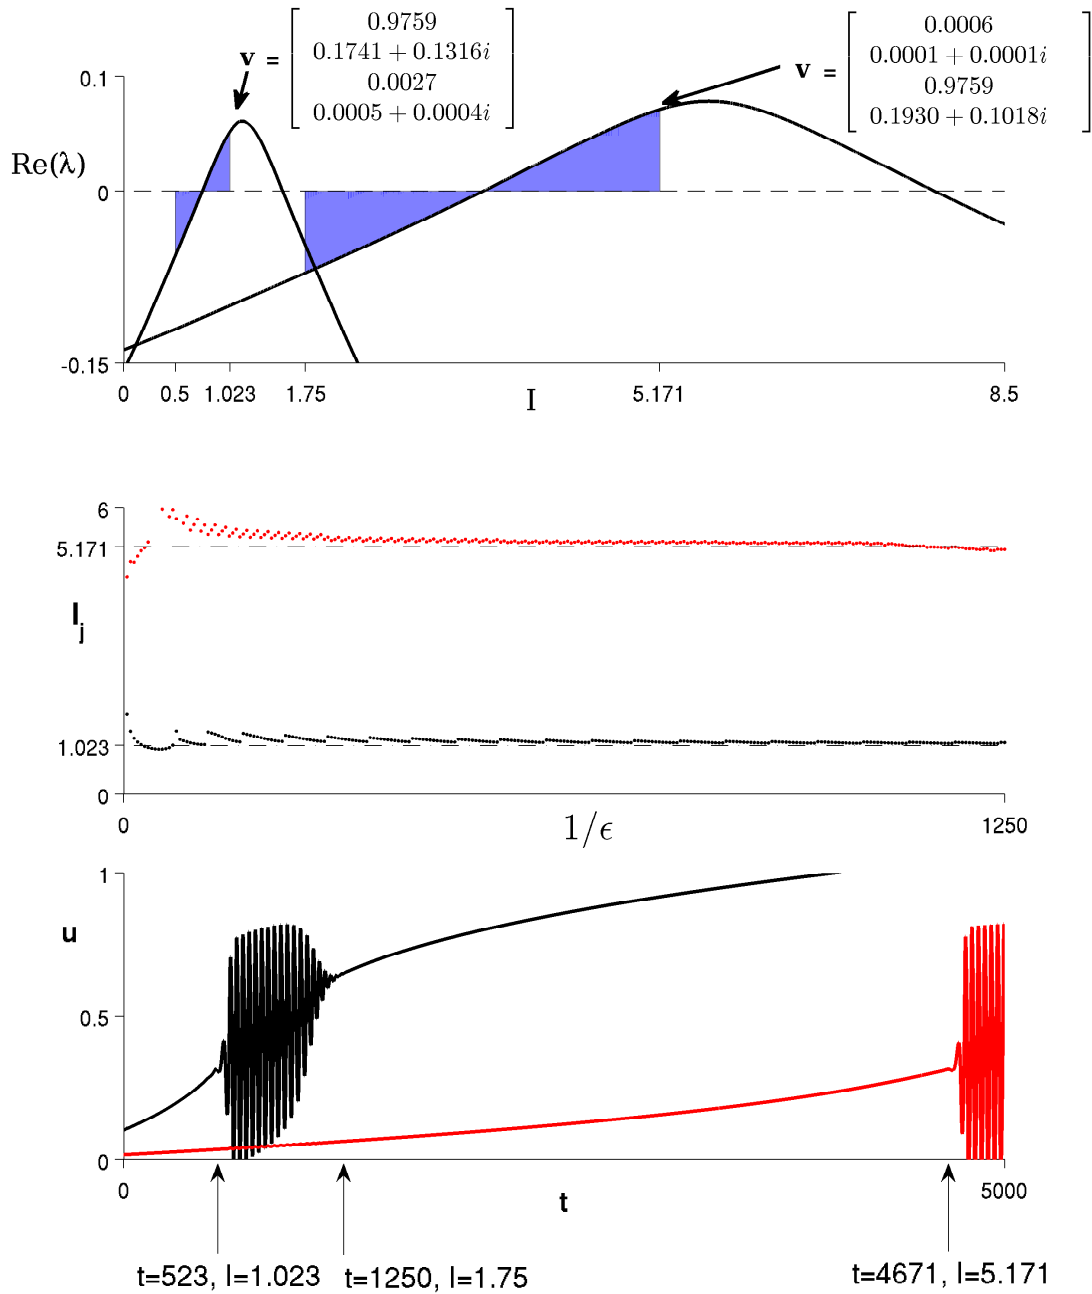 v = [ 0.9759
0.1741 + 0.1316i
0.0027
0.0005 + 0.0004i ]
v = [ 0.0006
0.0001 + 0.0001i
0.9759
0.1930 + 0.1018i ]
0.1
Re(λ)
0
-0.15
0 0.5 1.023 1.75 5.171 8.5
I
6
5.171
I_j
1.023
0
0 1250
1/ϵ
1
u
0.5
0
0 5000
t
t=523, I=1.023 t=1250, I=1.75 t=4671, I=5.171